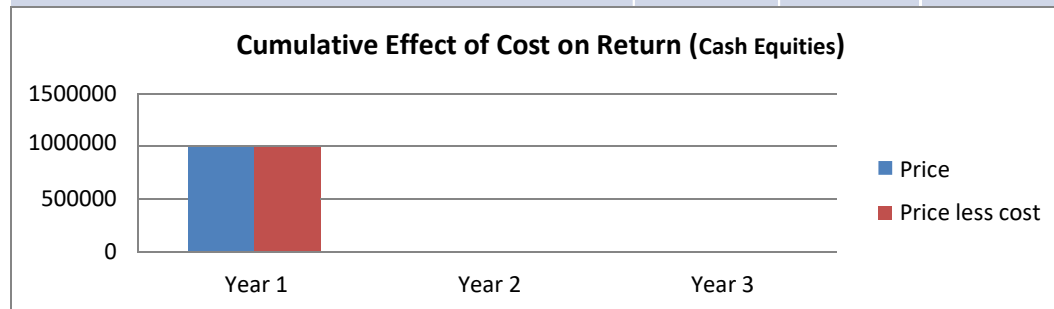 Cumulative Effect of Cost on Return (Cash Equities)
1500000
1000000
500000
0
Year 1
Year 2
Year 3
Price
Price less cost